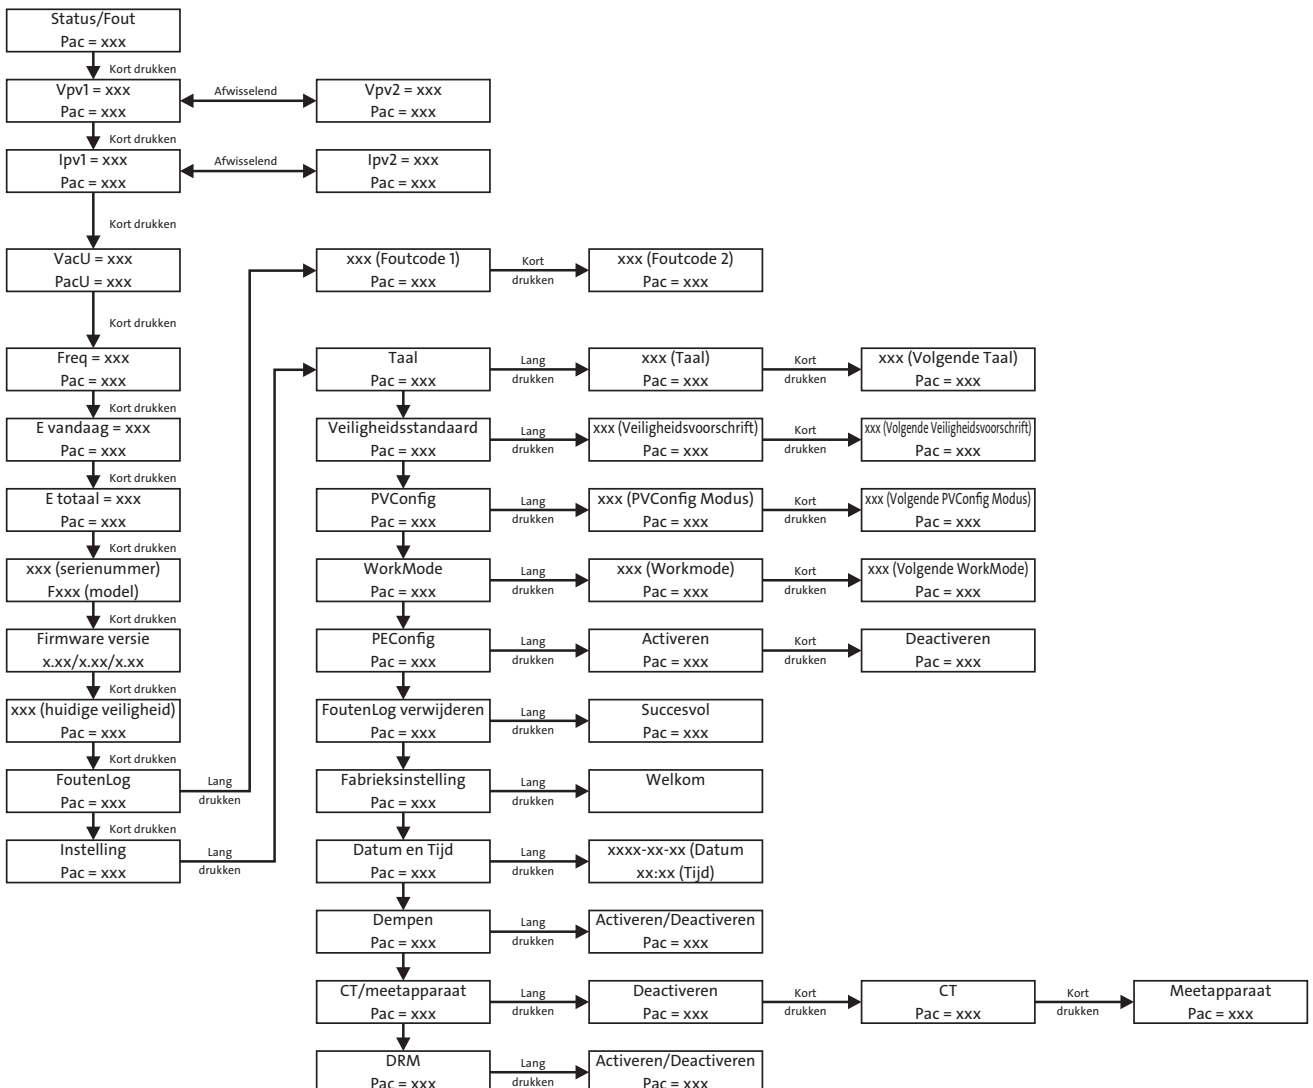 Status/Fout
Pac = xxx
Kort drukken
Vpv1 = xxx
Pac = xxx
Afwisselend
Vpv2 = xxx
Pac = xxx
Kort drukken
Ipv1 = xxx
Pac = xxx
Afwisselend
Ipv2 = xxx
Pac = xxx
Kort drukken
VacU = xxx
PacU = xxx
xxx (Foutcode 1)
Pac = xxx
Kort
drukken
xxx (Foutcode 2)
Pac = xxx
Kort drukken
Freq = xxx
Pac = xxx
Kort drukken
E vandaag = xxx
Pac = xxx
Kort drukken
E totaal = xxx
Pac = xxx
Kort drukken
xxx (serienummer)
Fxxx (model)
Kort drukken
Firmware versie
x.xx/x.xx/x.xx
Kort drukken
xxx (huidige veiligheid)
Pac = xxx
Kort drukken
FoutenLog
Pac = xxx
Lang
drukken
Kort drukken
Instelling
Pac = xxx
Lang
drukken
Taal
Pac = xxx
Lang
drukken
xxx (Taal)
Pac = xxx
Kort
drukken
xxx (Volgende Taal)
Pac = xxx
Veiligheidsstandaard
Pac = xxx
Lang
drukken
xxx (Veiligheidsvoorschrift)
Pac = xxx
Kort
drukken
xxx (Volgende Veiligheidsvoorschrift)
Pac = xxx
PVConfig
Pac = xxx
Lang
drukken
xxx (PVConfig Modus)
Pac = xxx
Kort
drukken
xxx (Volgende PVConfig Modus)
Pac = xxx
WorkMode
Pac = xxx
Lang
drukken
xxx (Workmode)
Pac = xxx
Kort
drukken
xxx (Volgende WorkMode)
Pac = xxx
PEConfig
Pac = xxx
Lang
drukken
Activeren
Pac = xxx
Kort
drukken
Deactiveren
Pac = xxx
FoutenLog verwijderen
Pac = xxx
Lang
drukken
Succesvol
Pac = xxx
Fabrieksinstelling
Pac = xxx
Lang
drukken
Welkom
Datum en Tijd
Pac = xxx
Lang
drukken
xxxx-xx-xx (Datum
xx:xx (Tijd)
Dempen
Pac = xxx
Lang
drukken
Activeren/Deactiveren
Pac = xxx
CT/meetapparaat
Pac = xxx
Lang
drukken
Deactiveren
Pac = xxx
Kort
drukken
CT
Pac = xxx
Kort
drukken
Meetapparaat
Pac = xxx
DRM
Pac = xxx
Lang
drukken
Activeren/Deactiveren
Pac = xxx